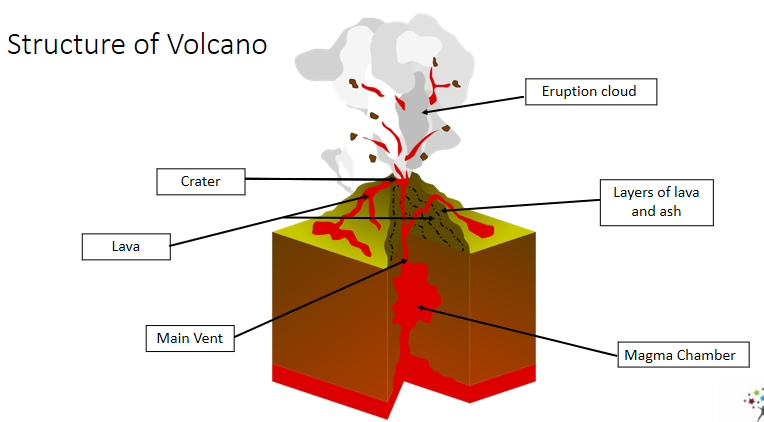 Structure of Volcano
Eruption cloud
Crater
Layers of lava
and ash
Lava
Main Vent
Magma Chamber